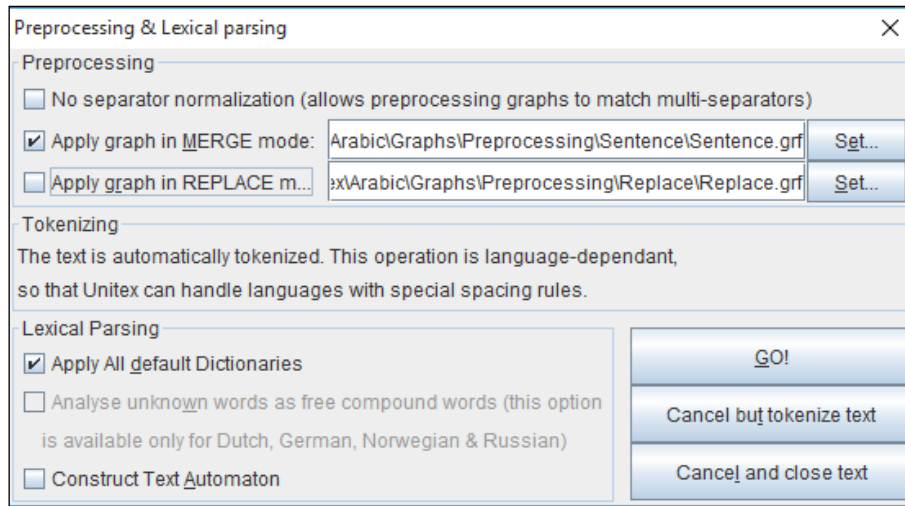 Preprocessing & Lexical parsing
Preprocessing
No separator normalization (allows preprocessing graphs to match multi-separators)
Apply graph in MERGE mode: Arabic\Graphs\Preprocessing\Sentence\Sentence.grf Set...
Apply graph in REPLACE m... ex\Arabic\Graphs\Preprocessing\Replace\Replace.grf Set...
Tokenizing
The text is automatically tokenized. This operation is language-dependant,
so that Unitex can handle languages with special spacing rules.
Lexical Parsing
Apply All default Dictionaries
Analyse unknown words as free compound words (this option
is available only for Dutch, German, Norwegian & Russian)
Construct Text Automaton
GO!
Cancel but tokenize text
Cancel and close text